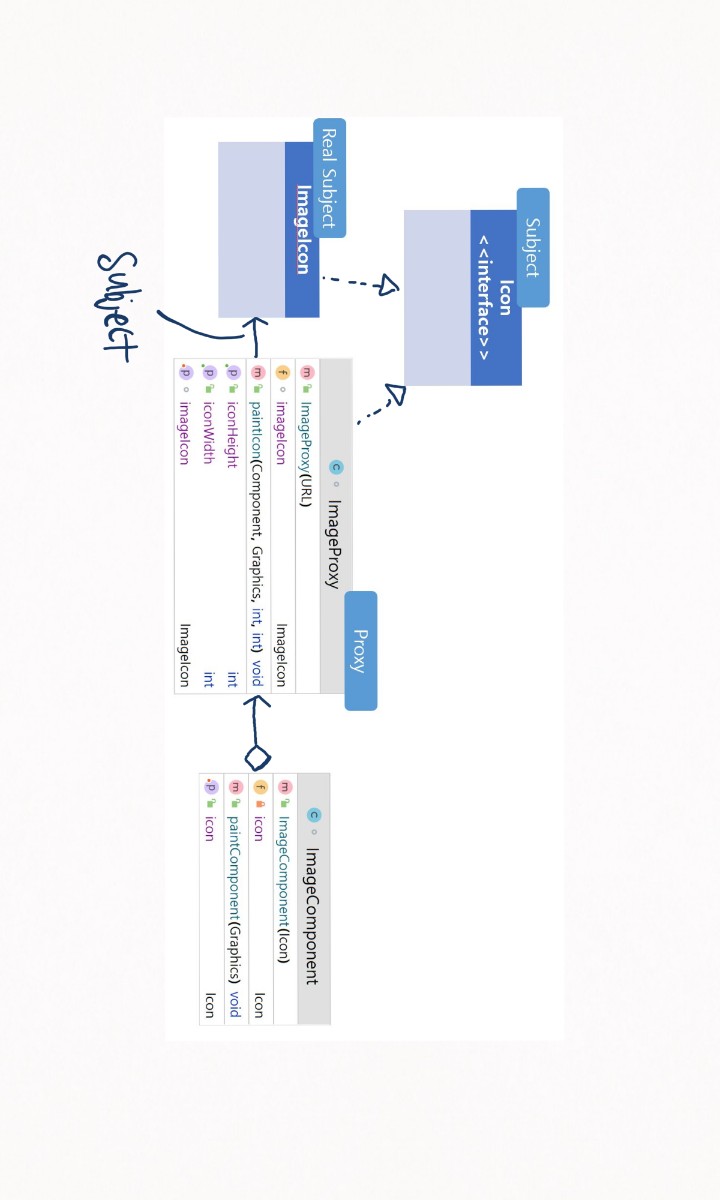 Subject
Icon
<<interface>>
Real Subject
ImageIcon
Subject
Proxy
ImageProxy
ImageProxy(URL)
imageIcon ImageIcon
paintIcon(Component, Graphics, int, int) void
iconHeight int
iconWidth int
imageIcon ImageIcon
ImageComponent
ImageComponent(Icon)
icon Icon
paintComponent(Graphics) void
icon Icon